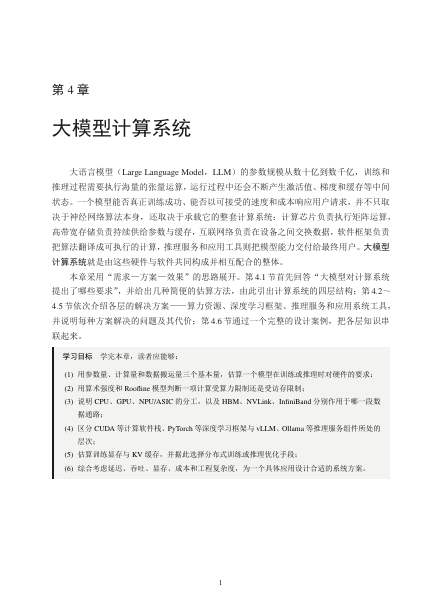 第 4 章
大模型计算系统
大语言模型（Large Language Model，LLM）的参数规模从数十亿到数千亿，训练和
推理过程需要执行海量的张量运算，运行过程中还会不断产生激活值、梯度和缓存等中间
状态。一个模型能否真正训练成功、能否以可接受的速度和成本响应用户请求，并不只取
决于神经网络算法本身，还取决于承载它的整套计算系统：计算芯片负责执行矩阵运算，
高带宽存储负责持续供给参数与缓存，互联网络负责在设备之间交换数据，软件框架负责
把算法翻译成可执行的计算，推理服务和应用工具则把模型能力交付给最终用户。大模型
计算系统就是由这些硬件与软件共同构成并相互配合的整体。
本章采用“需求—方案—效果”的思路展开。第 4.1 节首先回答“大模型对计算系统
提出了哪些要求”，并给出几种简便的估算方法，由此引出计算系统的四层结构；第 4.2～
4.5 节依次介绍各层的解决方案——算力资源、深度学习框架、推理服务和应用系统工具，
并说明每种方案解决的问题及其代价；第 4.6 节通过一个完整的设计案例，把各层知识串
联起来。
学习目标 学完本章，读者应能够：
(1) 用参数量、计算量和数据搬运量三个基本量，估算一个模型在训练或推理时对硬件的要求；
(2) 用算术强度和 Roofline 模型判断一项计算受算力限制还是受访存限制；
(3) 说明 CPU、GPU、NPU/ASIC 的分工，以及 HBM、NVLink、InfiniBand 分别作用于哪一段数
据通路；
(4) 区分 CUDA 等计算软件栈、PyTorch 等深度学习框架与 vLLM、Ollama 等推理服务组件所处的
层次；
(5) 估算训练显存与 KV 缓存，并据此选择分布式训练或推理优化手段；
(6) 综合考虑延迟、吞吐、显存、成本和工程复杂度，为一个具体应用设计合适的系统方案。
1